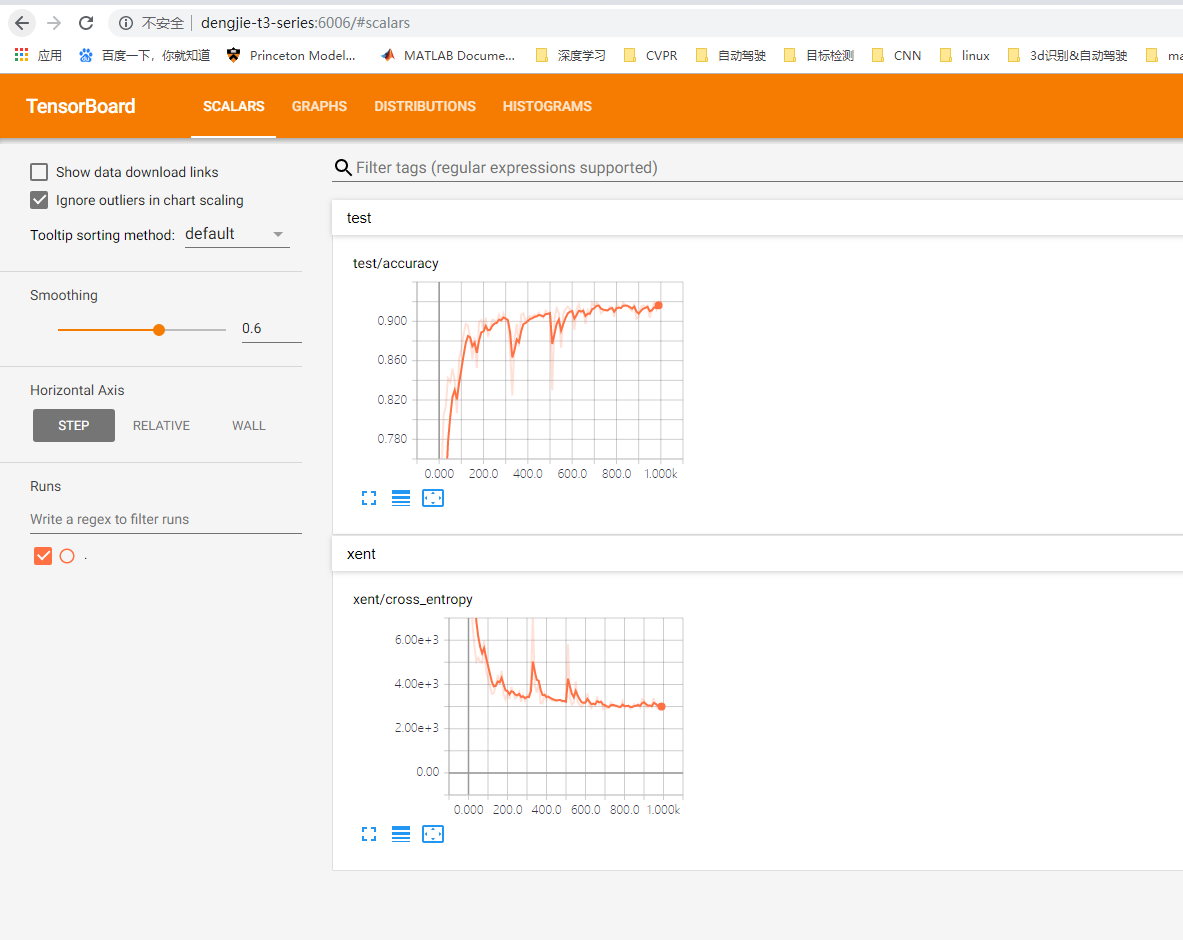 不安全 dengjie-t3-series:6006/#scalars
应用 百度一下，你就知道 Princeton Model... MATLAB Docume... 深度学习 CVPR 自动驾驶 目标检测 CNN linux 3d识别&自动驾驶 ma
TensorBoard SCALARS GRAPHS DISTRIBUTIONS HISTOGRAMS
Show data download links
Ignore outliers in chart scaling
Tooltip sorting method: default
Smoothing
0.6
Horizontal Axis
STEP RELATIVE WALL
Runs
Write a regex to filter runs
.
Filter tags (regular expressions supported)
test
test/accuracy
0.900
0.860
0.820
0.780
0.000 200.0 400.0 600.0 800.0 1.000k
xent
xent/cross_entropy
6.00e+3
4.00e+3
2.00e+3
0.00
0.000 200.0 400.0 600.0 800.0 1.000k